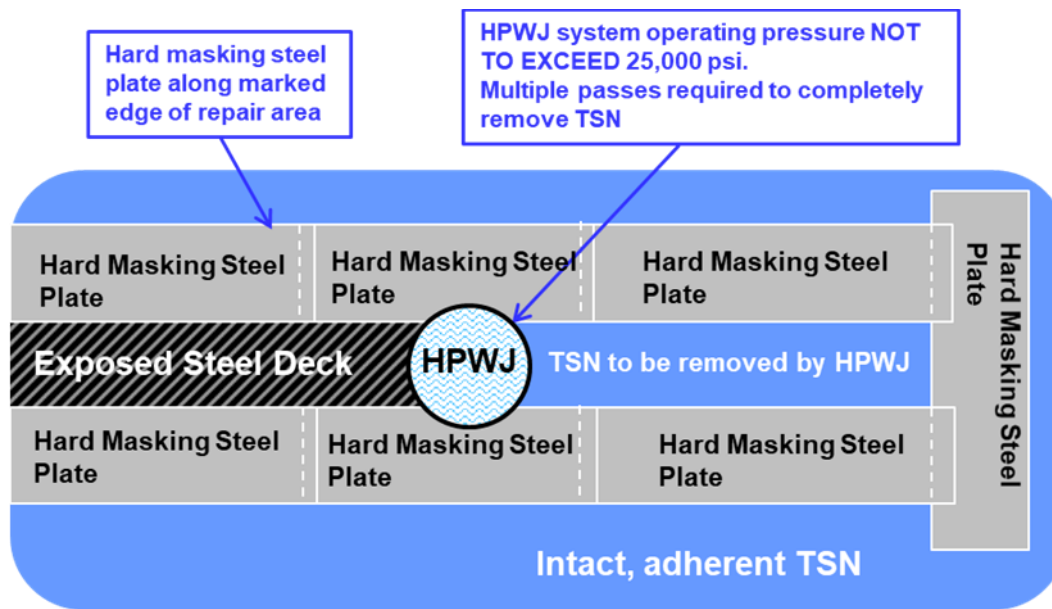 Hard masking steel
plate along marked
edge of repair area
HPWJ system operating pressure NOT
TO EXCEED 25,000 psi.
Multiple passes required to completely
remove TSN
Hard Masking Steel
Plate
Hard Masking Steel
Plate
Hard Masking Steel
Plate
Hard Masking Steel
Plate
Exposed Steel Deck
HPWJ
TSN to be removed by HPWJ
Hard Masking Steel
Plate
Hard Masking Steel
Plate
Hard Masking Steel
Plate
Intact, adherent TSN